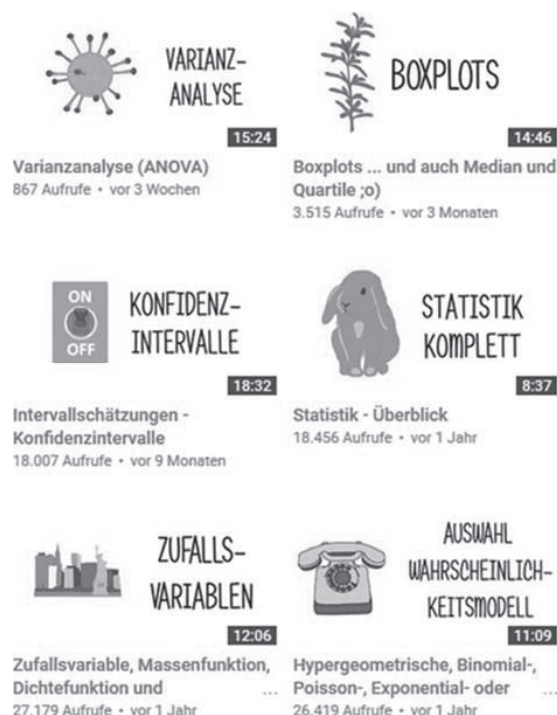 VARIANZ-
ANALYSE
15:24
Varianzanalyse (ANOVA)
867 Aufrufe • vor 3 Wochen
BOXPLOTS
14:46
Boxplots ... und auch Median und
Quartile ;o)
3.515 Aufrufe • vor 3 Monaten
ON
OFF
KONFIDENZ-
INTERVALLE
18:32
Intervallschätzungen -
Konfidenzintervalle
18.007 Aufrufe • vor 9 Monaten
STATISTIK
KOMPLETT
8:37
Statistik - Überblick
18.456 Aufrufe • vor 1 Jahr
ZUFALLS-
VARIABLEN
12:06
Zufallsvariable, Massenfunktion,
Dichtefunktion und ...
27.179 Aufrufe • vor 1 Jahr
AUSWAHL
WAHRSCHEINLICH-
KEITSMODELL
11:09
Hypergeometrische, Binomial-,
Poisson-, Exponential- oder ...
26.419 Aufrufe • vor 1 Jahr